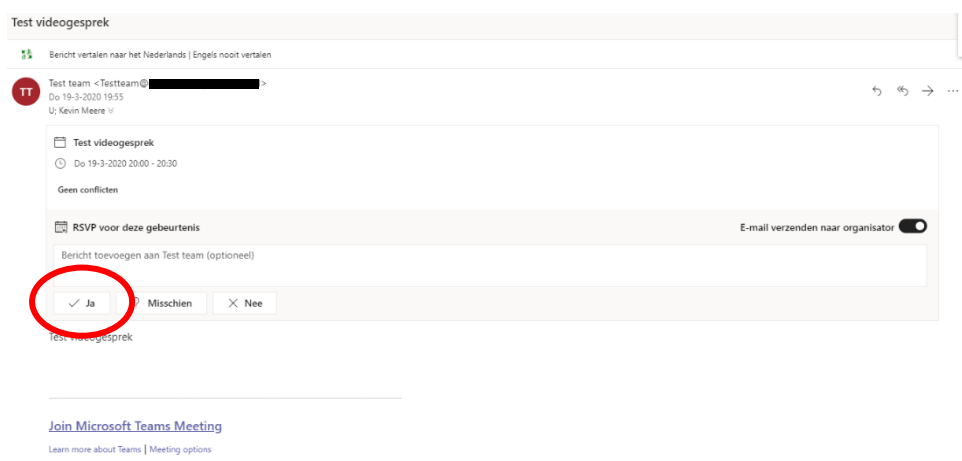 Test videogesprek
Bericht vertalen naar het Nederlands | Engels nooit vertalen
TT
Test team <Testteam@ >
Do 19-3-2020 19:55
U; Kevin Meere
Test videogesprek
Do 19-3-2020 20:00 - 20:30
Geen conflicten
RSVP voor deze gebeurtenis
E-mail verzenden naar organisator
Bericht toevoegen aan Test team (optioneel)
Ja Misschien Nee
Test videogesprek
Join Microsoft Teams Meeting
Learn more about Teams | Meeting options